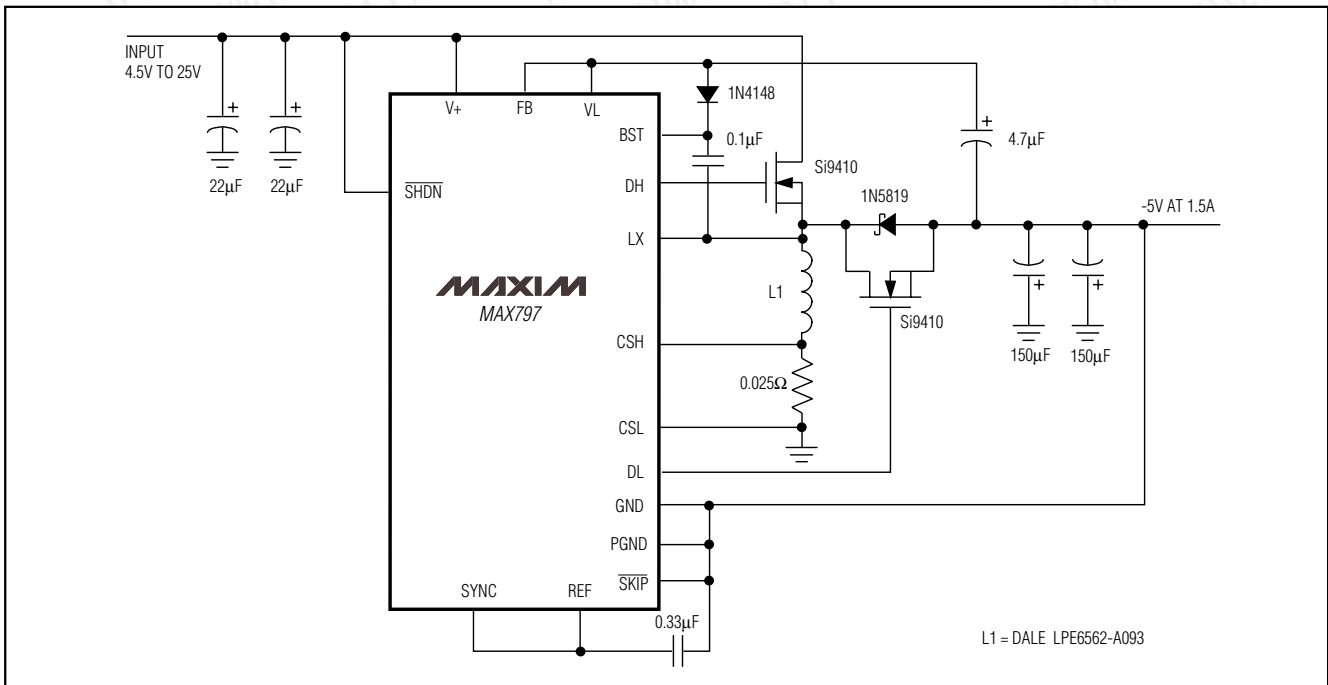 INPUT
4.5V TO 25V
22µF
22µF
SHDN
V+
FB
VL
BST
DH
LX
MAXIM
MAX797
CSH
CSL
DL
GND
PGND
SKIP
SYNC
REF
1N4148
0.1µF
Si9410
4.7µF
1N5819
-5V AT 1.5A
L1
Si9410
150µF
150µF
0.025Ω
0.33µF
L1 = DALE LPE6562-A093